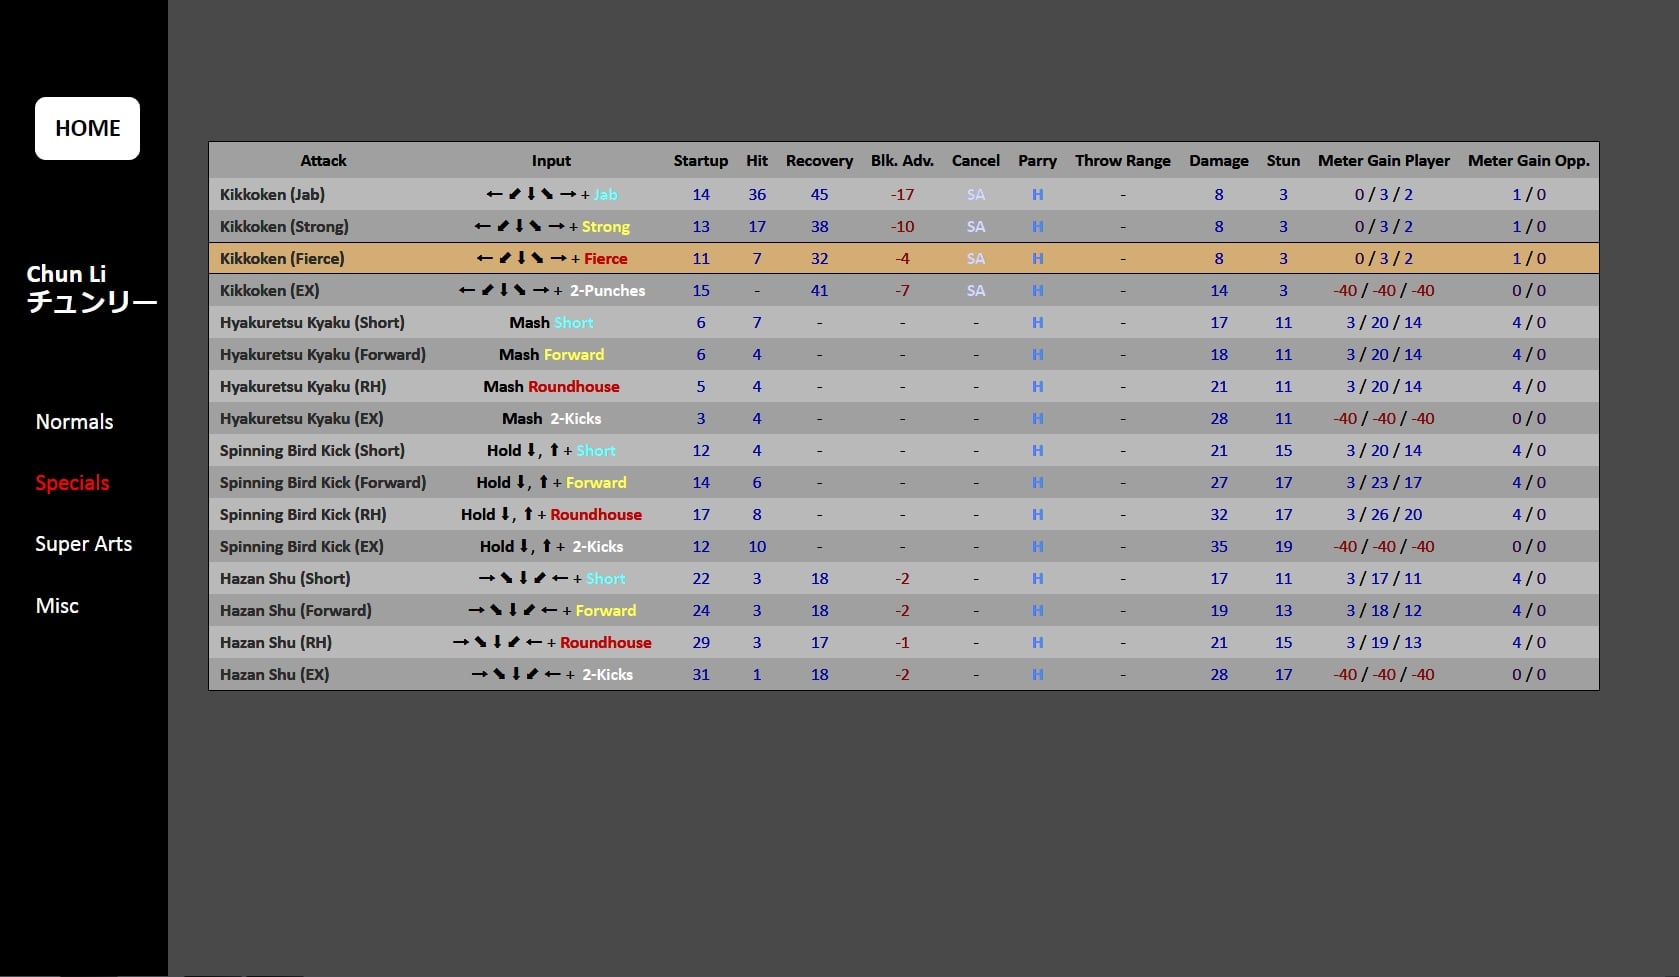 HOME
Chun Li
チュンリー
Normals
Specials
Super Arts
Misc
Attack Input Startup Hit Recovery Blk. Adv. Cancel Parry Throw Range Damage Stun Meter Gain Player Meter Gain Opp.
Kikkoken (Jab) ← ⬋ ⬇ ⬊ → + Jab 14 36 45 -17 SA H - 8 3 0 / 3 / 2 1 / 0
Kikkoken (Strong) ← ⬋ ⬇ ⬊ → + Strong 13 17 38 -10 SA H - 8 3 0 / 3 / 2 1 / 0
Kikkoken (Fierce) ← ⬋ ⬇ ⬊ → + Fierce 11 7 32 -4 SA H - 8 3 0 / 3 / 2 1 / 0
Kikkoken (EX) ← ⬋ ⬇ ⬊ → + 2-Punches 15 - 41 -7 SA H - 14 3 -40 / -40 / -40 0 / 0
Hyakuretsu Kyaku (Short) Mash Short 6 7 - - - H - 17 11 3 / 20 / 14 4 / 0
Hyakuretsu Kyaku (Forward) Mash Forward 6 4 - - - H - 18 11 3 / 20 / 14 4 / 0
Hyakuretsu Kyaku (RH) Mash Roundhouse 5 4 - - - H - 21 11 3 / 20 / 14 4 / 0
Hyakuretsu Kyaku (EX) Mash 2-Kicks 3 4 - - - H - 28 11 -40 / -40 / -40 0 / 0
Spinning Bird Kick (Short) Hold ⬇, ⬆ + Short 12 4 - - - H - 21 15 3 / 20 / 14 4 / 0
Spinning Bird Kick (Forward) Hold ⬇, ⬆ + Forward 14 6 - - - H - 27 17 3 / 23 / 17 4 / 0
Spinning Bird Kick (RH) Hold ⬇, ⬆ + Roundhouse 17 8 - - - H - 32 17 3 / 26 / 20 4 / 0
Spinning Bird Kick (EX) Hold ⬇, ⬆ + 2-Kicks 12 10 - - - H - 35 19 -40 / -40 / -40 0 / 0
Hazan Shu (Short) → ⬊ ⬇ ⬋ ← + Short 22 3 18 -2 - H - 17 11 3 / 17 / 11 4 / 0
Hazan Shu (Forward) → ⬊ ⬇ ⬋ ← + Forward 24 3 18 -2 - H - 19 13 3 / 18 / 12 4 / 0
Hazan Shu (RH) → ⬊ ⬇ ⬋ ← + Roundhouse 29 3 17 -1 - H - 21 15 3 / 19 / 13 4 / 0
Hazan Shu (EX) → ⬊ ⬇ ⬋ ← + 2-Kicks 31 1 18 -2 - H - 28 17 -40 / -40 / -40 0 / 0